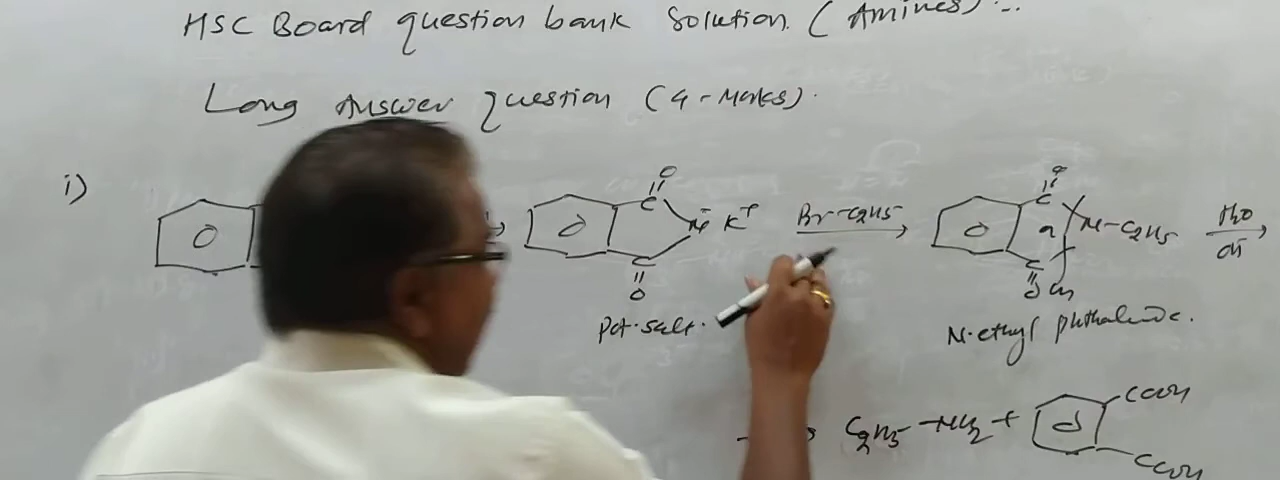 HSC Board question bank solution. (Amines)...
Long Answer question (4-Marks).
i)
O
C
N⁻ K⁺
C
O
Br-C2H5
O
C
N-C2H5
C
O
H2O
OH
Pot. salt.
N-ethyl phthalimide.
C2H5-NH2 +
COOH
COOH